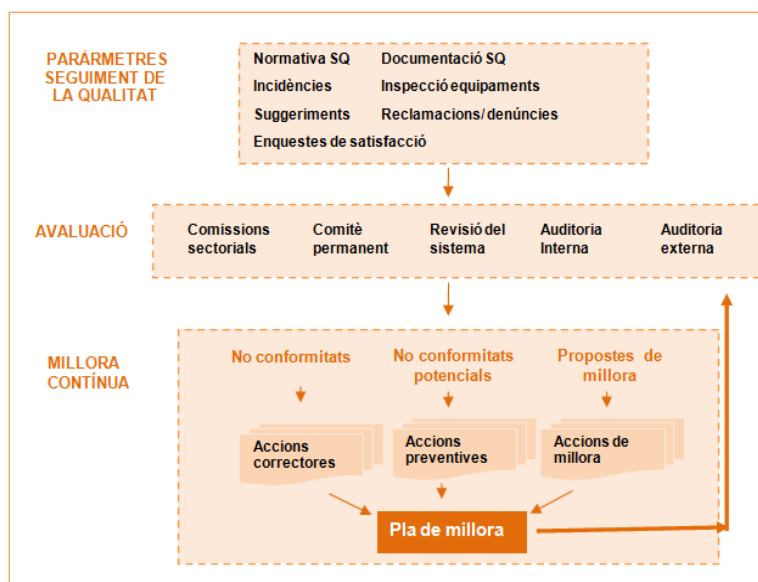 PARÀRMETRES
SEGUIMENT DE
LA QUALITAT
Normativa SQ Documentació SQ
Incidències Inspecció equipaments
Suggeriments Reclamacions/ denúncies
Enquestes de satisfacció
AVALUACIÓ
Comissions
sectorials
Comitè
permanent
Revisió del
sistema
Auditoria
Interna
Auditoria
externa
MILLORA
CONTÍNUA
No conformitats
No conformitats
potencials
Propostes de
millora
Accions
correctores
Accions
preventives
Accions de
millora
Pla de millora